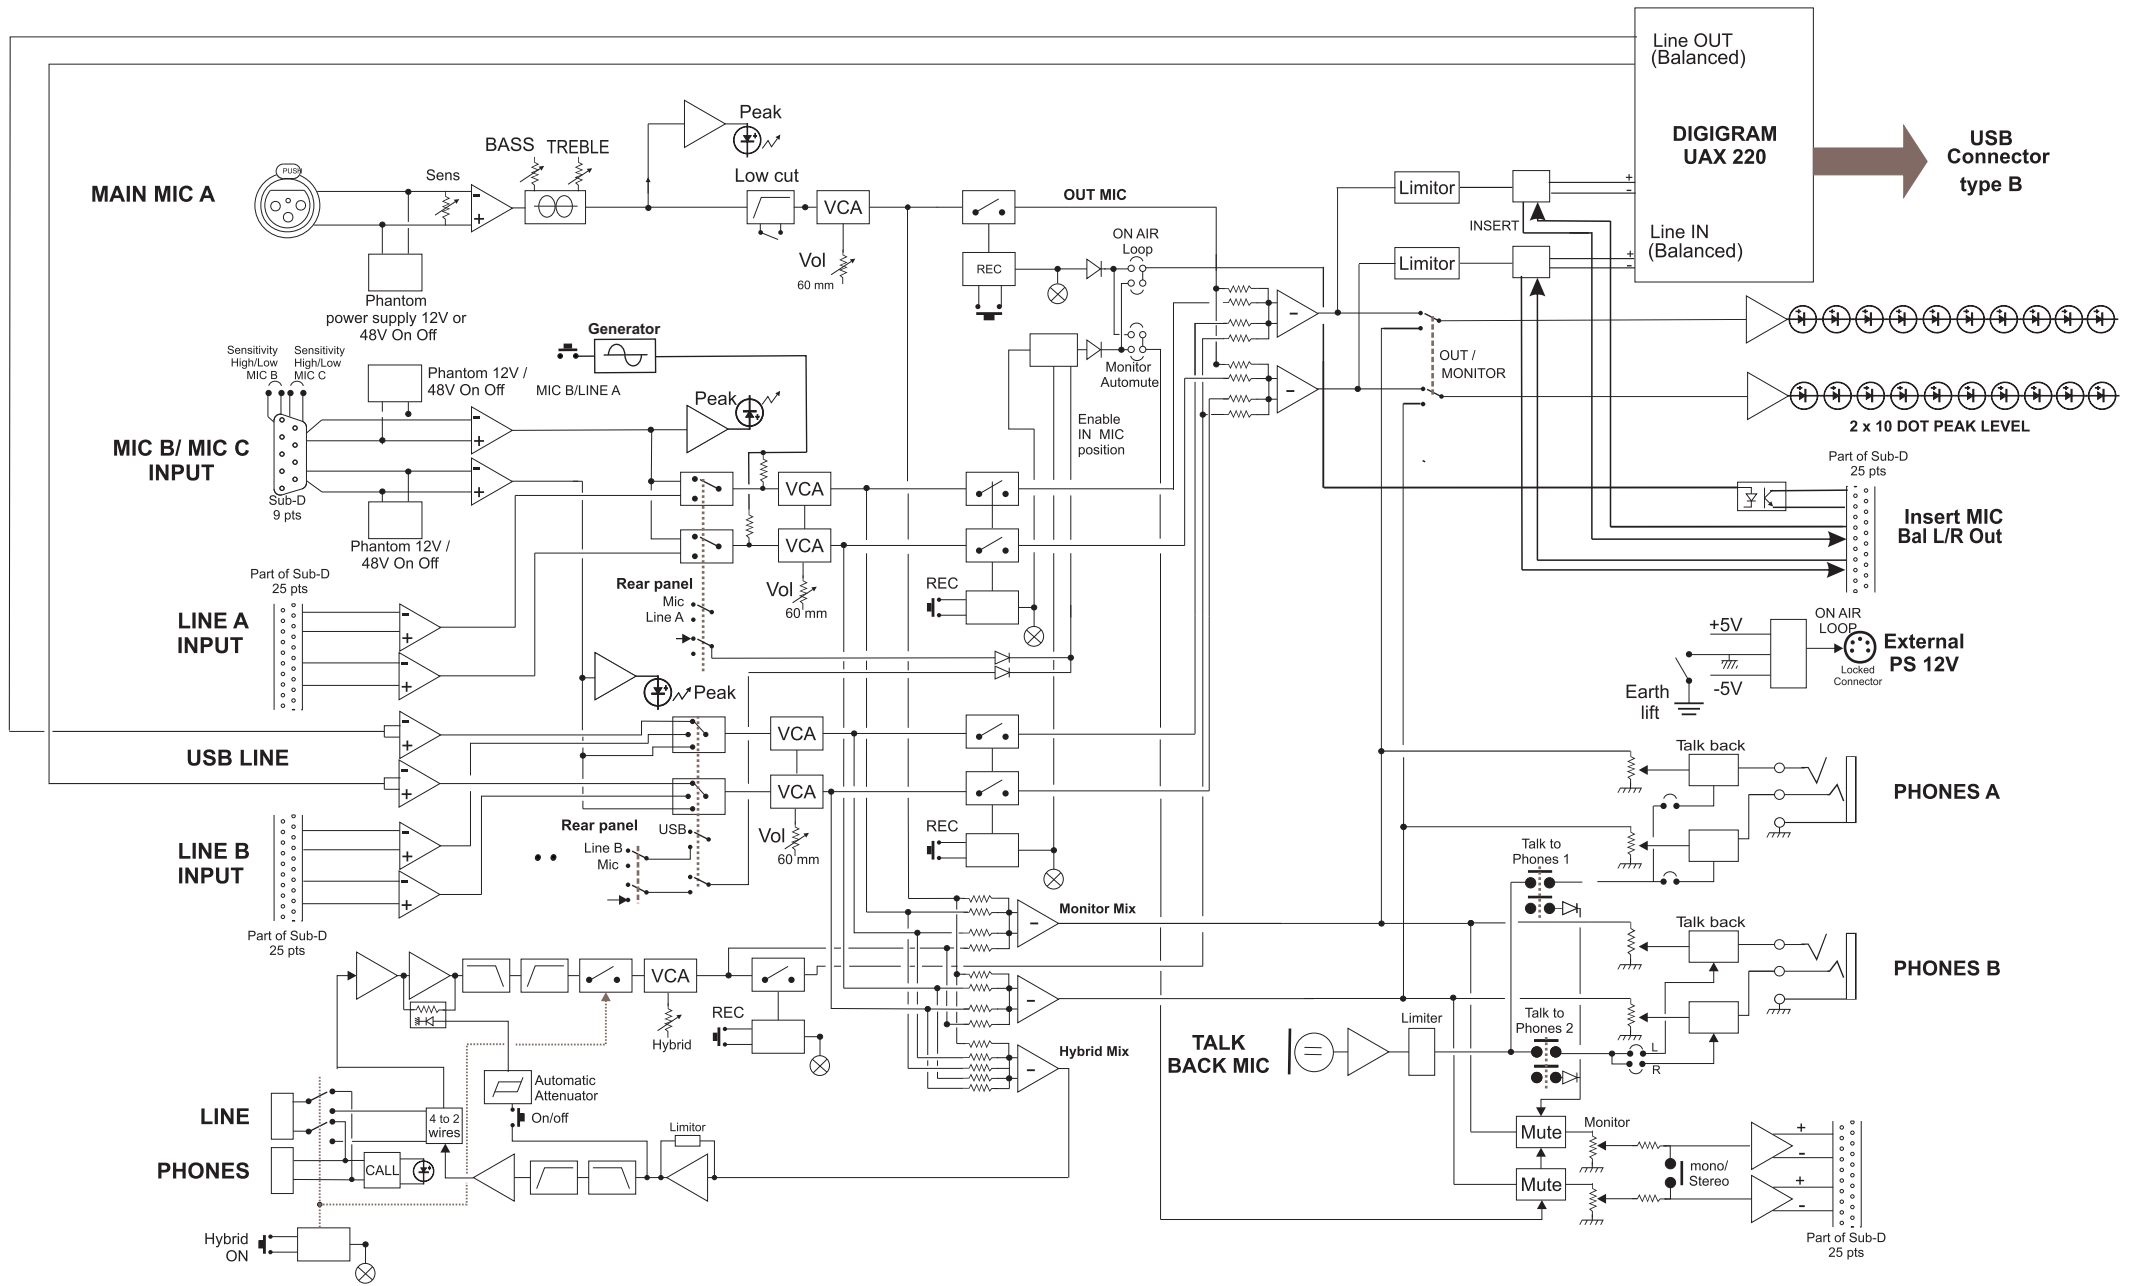 Line OUT
(Balanced)
DIGIGRAM
UAX 220
USB
Connector
type B
Line IN
(Balanced)
+
-
+
-
MAIN MIC A
PUSH
Sens
-
+
BASS
TREBLE
Peak
Low cut
VCA
Vol
60 mm
OUT MIC
REC
ON AIR
Loop
Limitor
INSERT
Limitor
Phantom
power supply 12V or
48V On Off
Generator
MIC B/LINE A
Monitor
Automute
Enable
IN MIC
position
-
-
OUT /
MONITOR
2 x 10 DOT PEAK LEVEL
Sensitivity
High/Low
MIC B
Sensitivity
High/Low
MIC C
Phantom 12V /
48V On Off
-
+
-
+
Peak
MIC B/ MIC C
INPUT
Sub-D
9 pts
Phantom 12V /
48V On Off
VCA
VCA
Vol
60 mm
REC
Part of Sub-D
25 pts
Insert MIC
Bal L/R Out
Part of Sub-D
25 pts
LINE A
INPUT
-
+
-
+
Rear panel
Mic
Line A
Peak
+5V
-5V
Earth
lift
ON AIR
LOOP
Locked
Connector
External
PS 12V
USB LINE
-
+
-
+
VCA
VCA
Vol
60 mm
REC
Talk back
PHONES A
LINE B
INPUT
-
+
-
+
Part of Sub-D
25 pts
Rear panel
USB
Line B
Mic
Talk to
Phones 1
Monitor Mix
-
-
Hybrid Mix
-
Talk back
PHONES B
VCA
Hybrid
REC
TALK
BACK MIC
Limiter
Talk to
Phones 2
L
R
Automatic
Attenuator
On/off
LINE
4 to 2
wires
PHONES
CALL
Limitor
Hybrid
ON
Mute
Mute
Monitor
mono/
Stereo
+
-
+
-
Part of Sub-D
25 pts